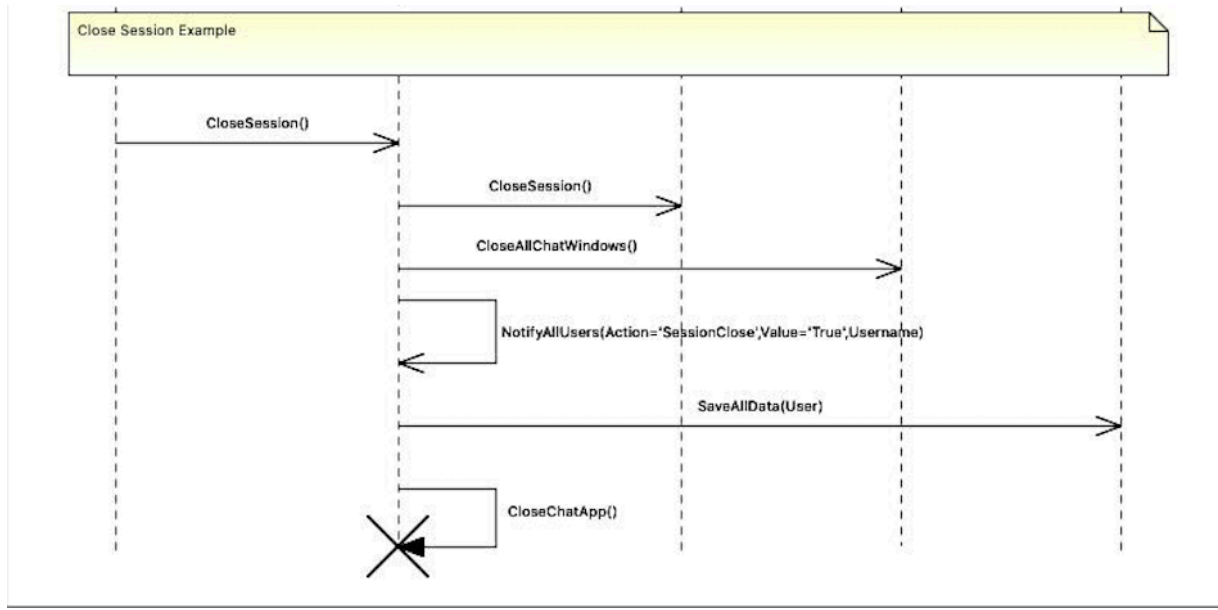 Close Session Example
CloseSession()
CloseSession()
CloseAllChatWindows()
NotifyAllUsers(Action='SessionClose',Value='True',Username)
SaveAllData(User)
CloseChatApp()